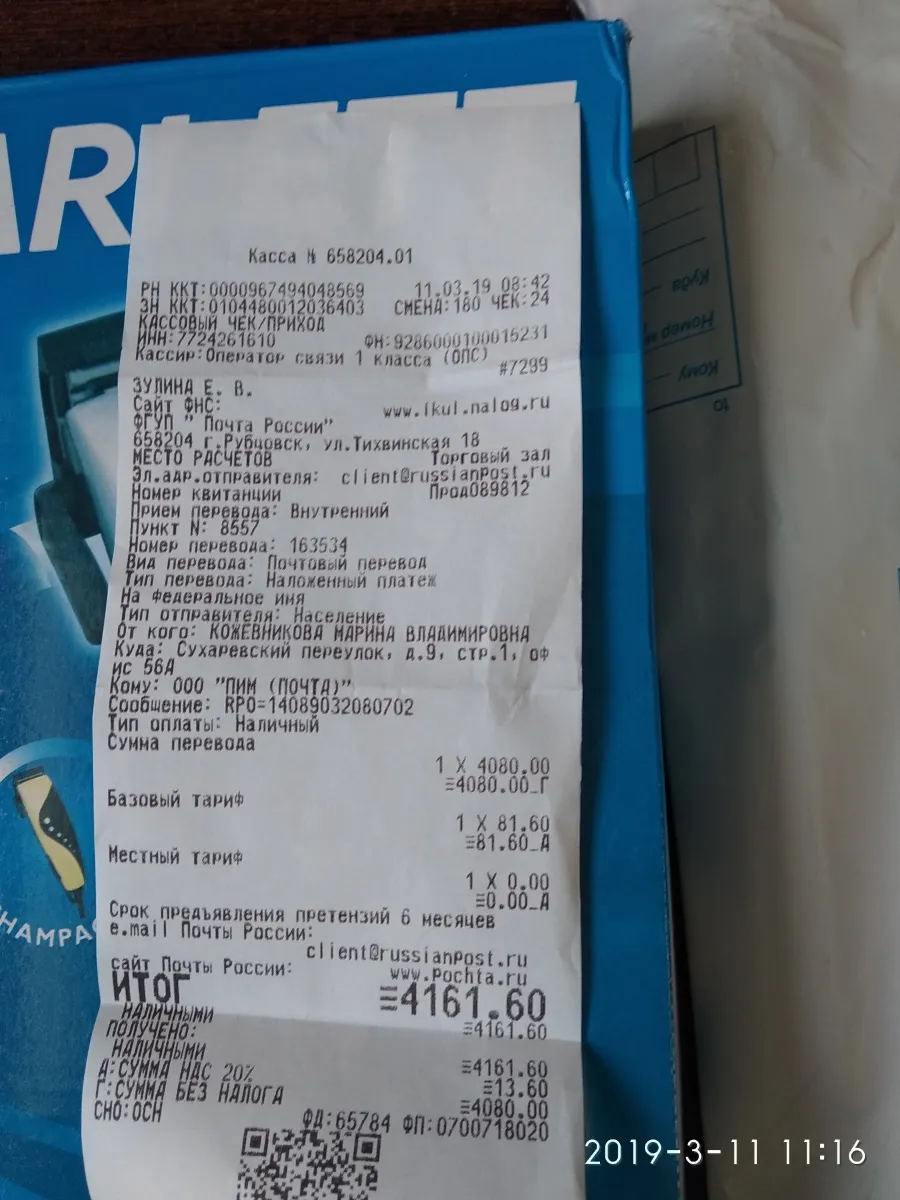 Касса № 658204.01
РН ККТ:0000967494048569 11.03.19 08:42
ЗН ККТ:0104480012036403 СМЕНА:180 ЧЕК:24
КАССОВЫЙ ЧЕК/ПРИХОД
ИНН:7724261610 ФН:9286000100015231
Кассир:Оператор связи 1 класса (ОПС)
#7299
ЗУЛИНА Е. В.
Сайт ФНС: www.lkul.nalog.ru
ФГУП " Почта России"
658204 г.Рубцовск, ул.Тихвинская 18
МЕСТО РАСЧЕТОВ Торговый зал
Эл.адр.отправителя: client@russianpost.ru
Номер квитанции Прод089812
Прием перевода: Внутренний
Пункт N: 8557
Номер перевода: 163534
Вид перевода: Почтовый перевод
Тип перевода: Наложенный платеж
На федеральное имя
Тип отправителя: Население
От кого: КОЖЕВНИКОВА МАРИНА ВЛАДИМИРОВНА
Куда: Сухаревский переулок, д.9, стр.1, оф
ис 56А
Кому: ООО "ПИМ (ПОЧТА)"
Сообщение: RPO=14089032080702
Тип оплаты: Наличный
Сумма перевода
1 X 4080.00
≡4080.00_Г
Базовый тариф
1 X 81.60
≡81.60_А
Местный тариф
1 X 0.00
≡0.00_А
Срок предъявления претензий 6 месяцев
e.mail Почты России:
client@russianpost.ru
сайт Почты России: www.Pochta.ru
ИТОГ ≡4161.60
НАЛИЧНЫМИ ≡4161.60
ПОЛУЧЕНО:
НАЛИЧНЫМИ ≡4161.60
А:СУММА НДС 20% ≡13.60
Г:СУММА БЕЗ НАЛОГА ≡4080.00
СНО:ОСН ФД:65784 ФП:0700718020
Куда
Кому
to
2019-3-11 11:16